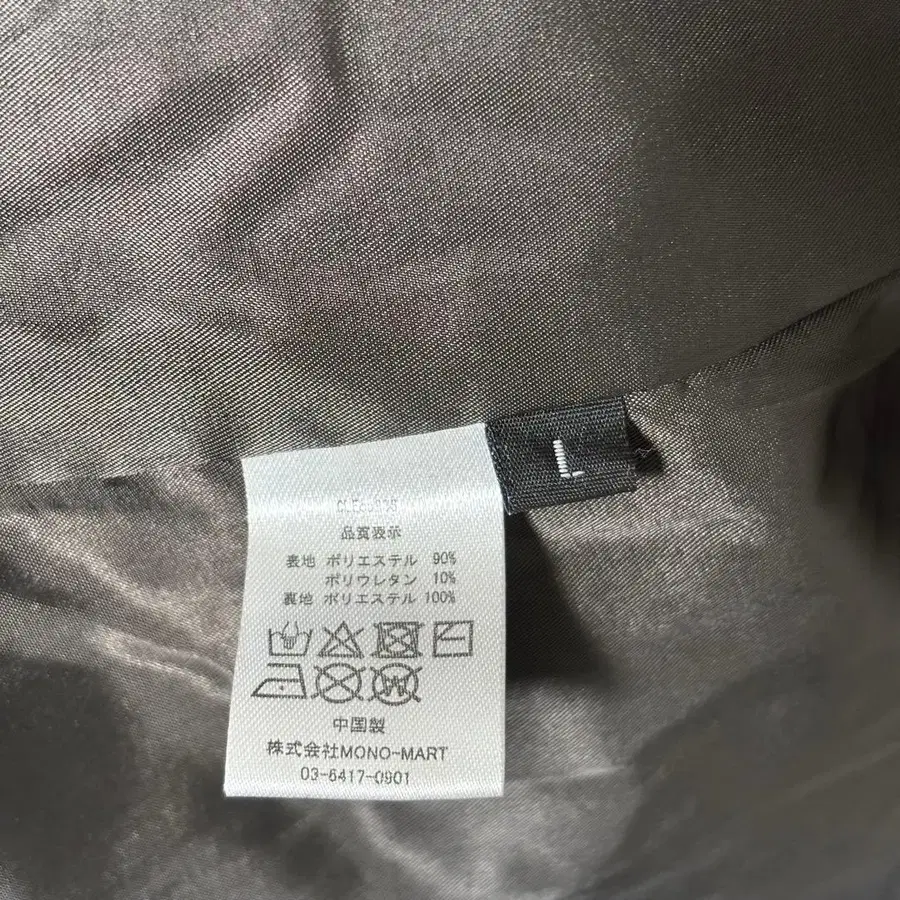 L
品質表示
表地 ポリエステル 90%
ポリウレタン 10%
裏地 ポリエステル 100%
中国製
株式会社MONO-MART
03-6417-0901